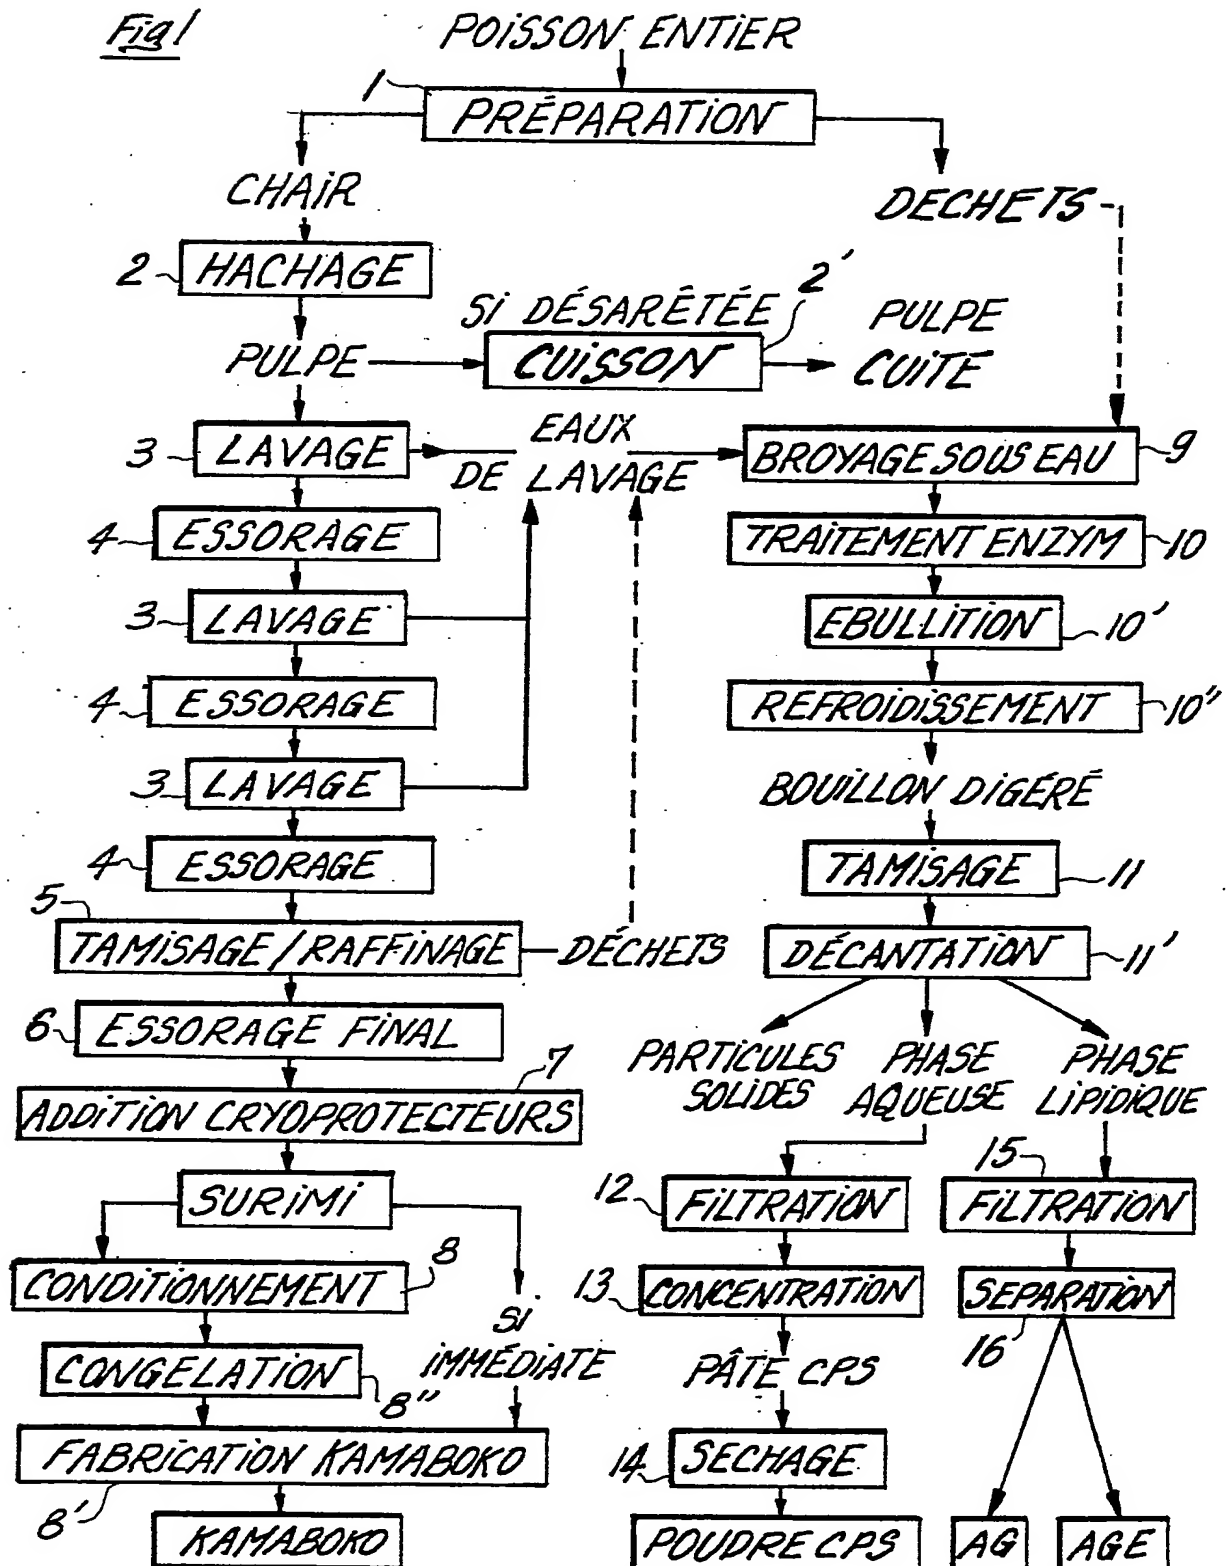 Fig 1
POISSON ENTIER
1
PRÉPARATION
CHAIR
DECHETS
2
HACHAGE
SI DÉSARÊTÉE
2'
PULPE
CUISSON
PULPE
CUITE
3
LAVAGE
EAUX
DE LAVAGE
BROYAGE SOUS EAU
9
4
ESSORAGE
TRAITEMENT ENZYM
10
3
LAVAGE
EBULLITION
10'
4
ESSORAGE
REFROIDISSEMENT
10"
3
LAVAGE
BOUILLON DIGÉRÉ
4
ESSORAGE
TAMISAGE
11
5
TAMISAGE/RAFFINAGE
DÉCHETS
DÉCANTATION
11'
6
ESSORAGE FINAL
PARTICULES
SOLIDES
PHASE
AQUEUSE
PHASE
LIPIDIQUE
7
ADDITION CRYOPROTECTEURS
SURIMI
12
FILTRATION
15
FILTRATION
CONDITIONNEMENT
8
SI
IMMÉDIATE
13
CONCENTRATION
SEPARATION
16
CONGELATION
8"
PÂTE CPS
FABRICATION KAMABOKO
8'
14
SECHAGE
KAMABOKO
POUDRE CPS
AG
AGE